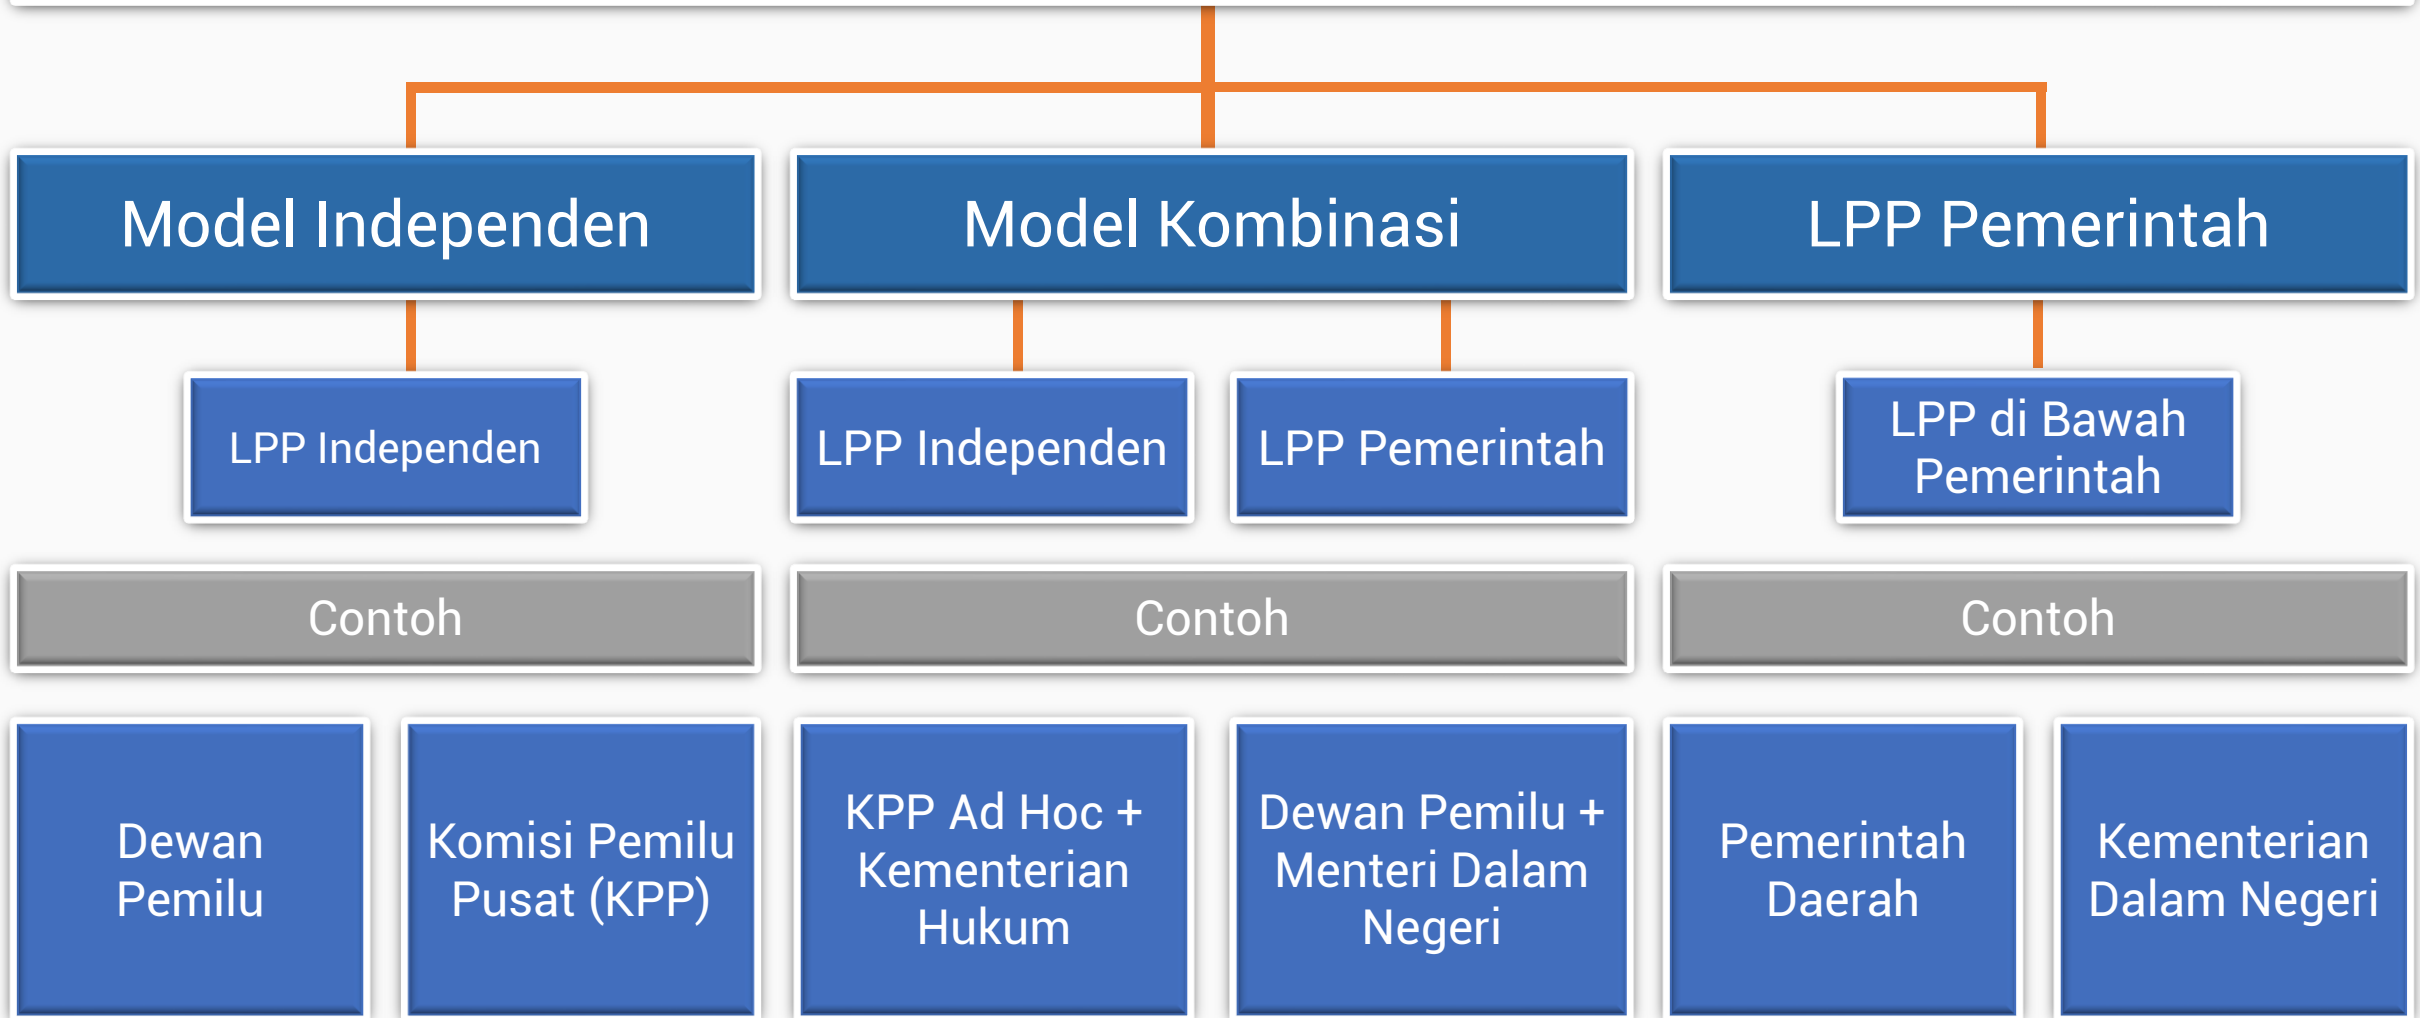 Model Independen
Model Kombinasi
LPP Pemerintah
LPP Independen
LPP Independen
LPP Pemerintah
LPP di Bawah
Pemerintah
Contoh
Contoh
Contoh
Dewan
Pemilu
Komisi Pemilu
Pusat (KPP)
KPP Ad Hoc +
Kementerian
Hukum
Dewan Pemilu +
Menteri Dalam
Negeri
Pemerintah
Daerah
Kementerian
Dalam Negeri